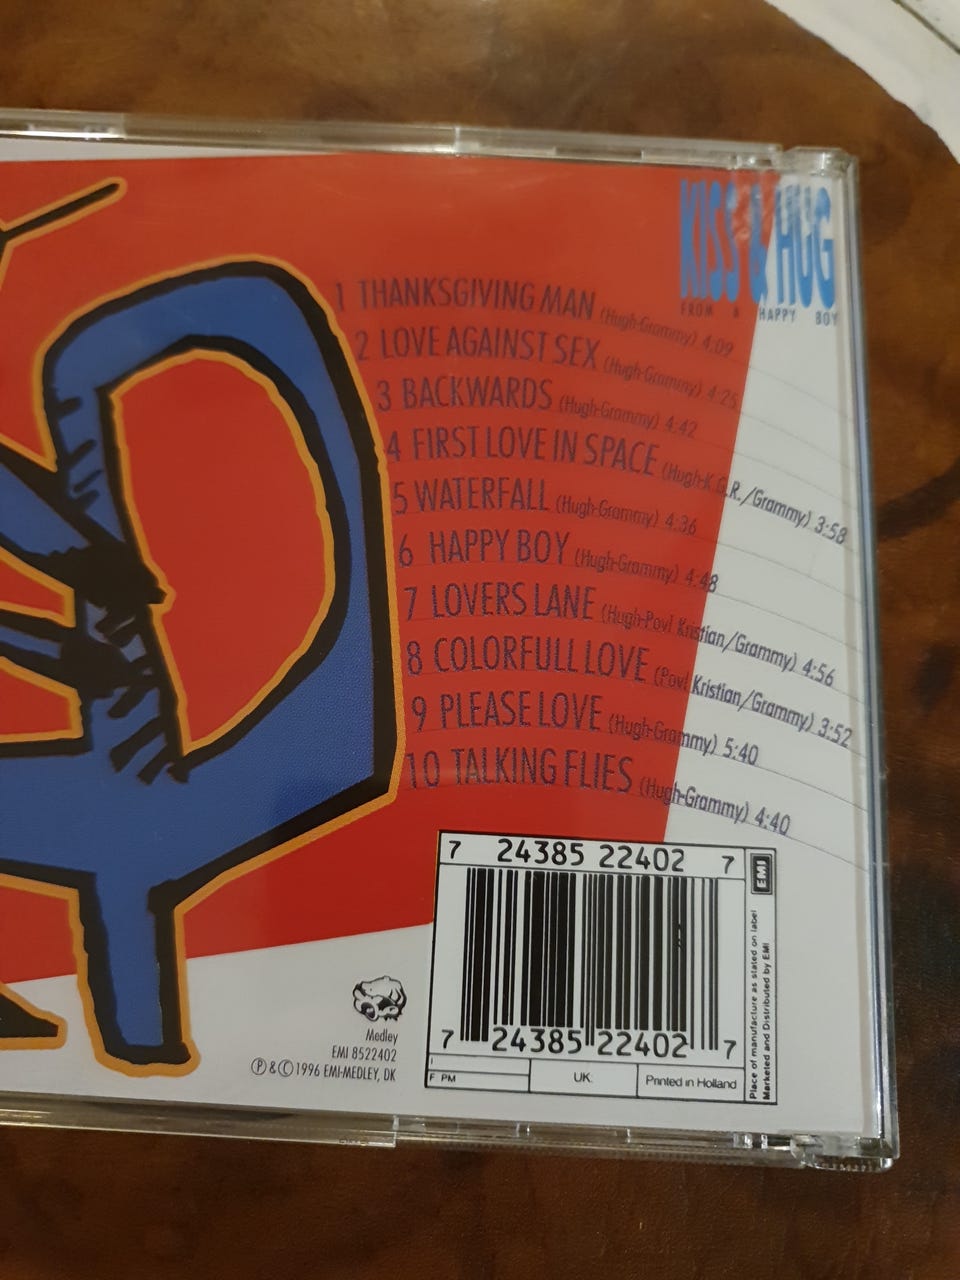 KISS & HUG
FROM A HAPPY BOY
1 THANKSGIVING MAN (Hugh-Grammy) 4:09
2 LOVE AGAINST SEX (Hugh-Grammy) 4:25
3 BACKWARDS (Hugh-Grammy) 4:42
4 FIRST LOVE IN SPACE (Hugh-K.G.R./Grammy) 3:58
5 WATERFALL (Hugh-Grammy) 4:36
6 HAPPY BOY (Hugh-Grammy) 4:48
7 LOVERS LANE (Hugh-Povl Kristian/Grammy) 4:56
8 COLORFULL LOVE (Povl Kristian/Grammy) 3:52
9 PLEASE LOVE (Hugh-Grammy) 5:40
10 TALKING FLIES (Hugh-Grammy) 4:40
7 24385 22402 7
7 24385 22402 7
F PM
UK:
Printed in Holland
EMI
Place of manufacture as stated on label
Marketed and Distributed by EMI
Medley
EMI 8522402
℗ & © 1996 EMI-MEDLEY, DK